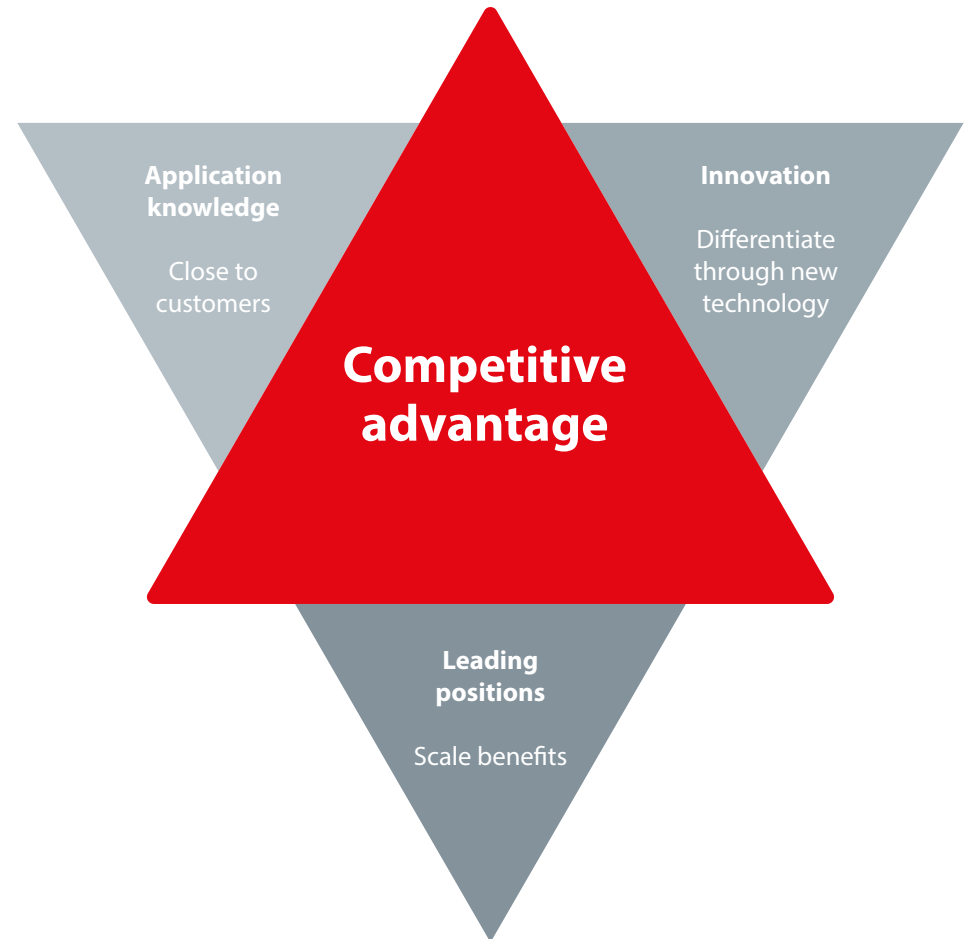 Application
knowledge
Close to
customers
Innovation
Differentiate
through new
technology
Competitive
advantage
Leading
positions
Scale benefits